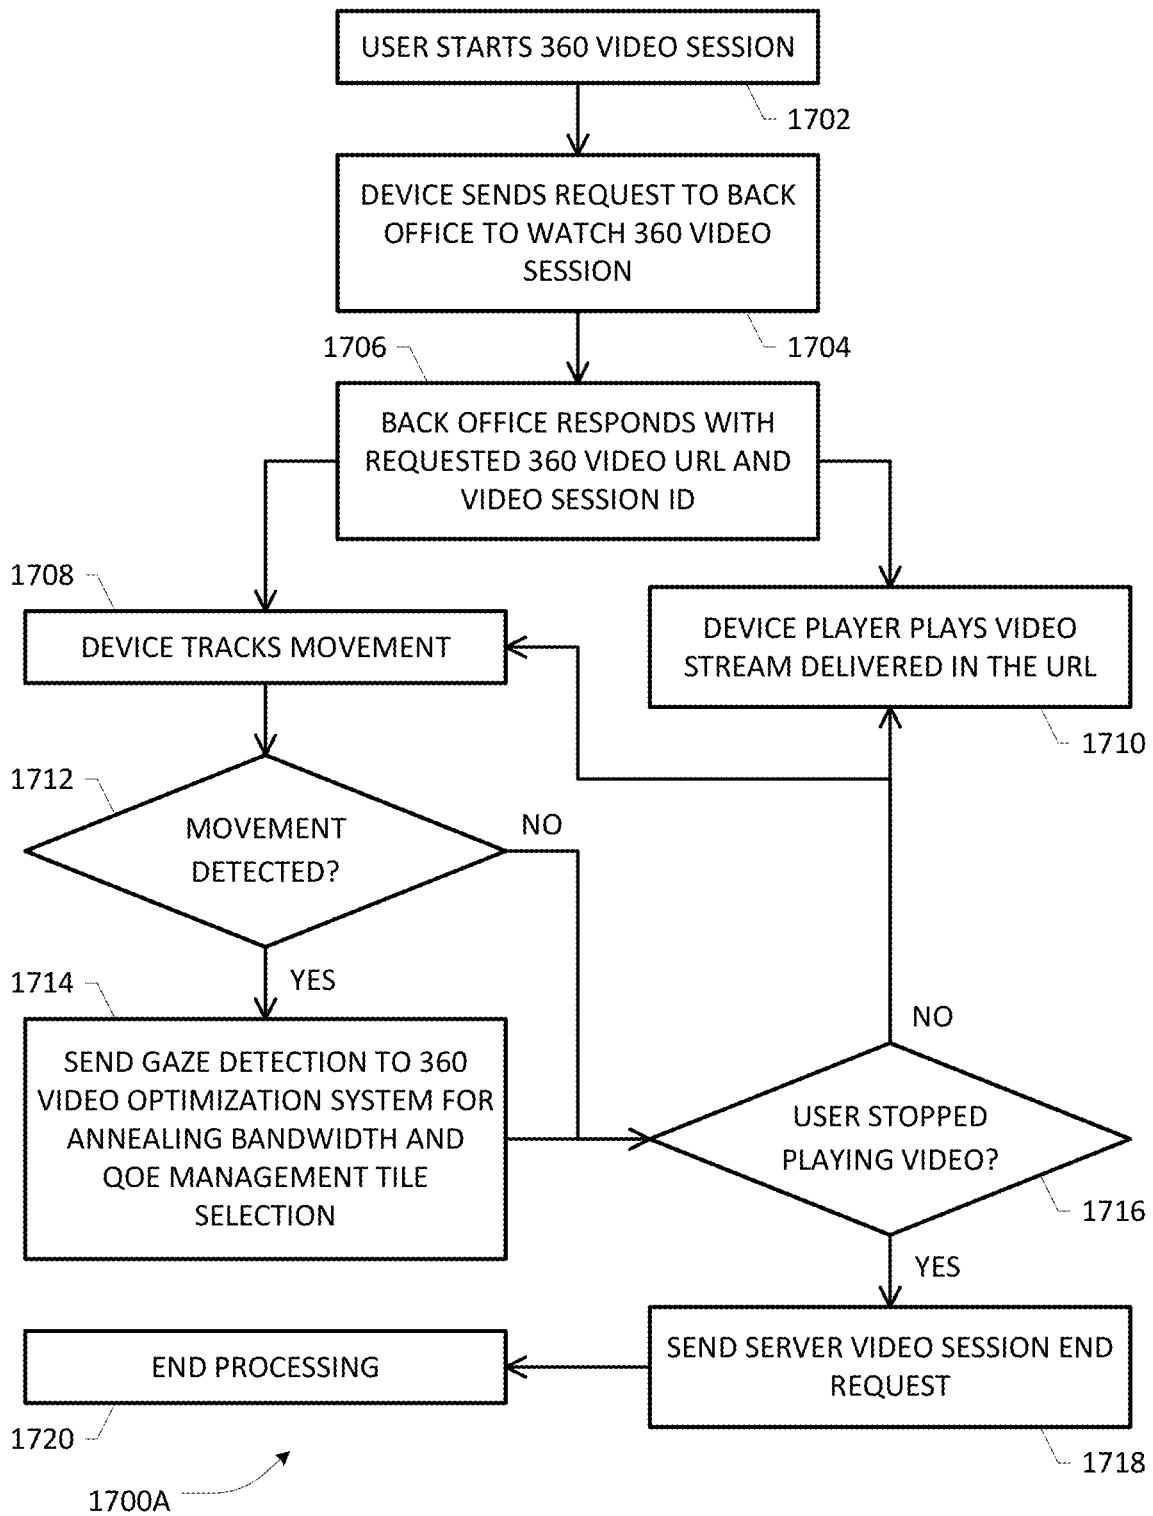 USER STARTS 360 VIDEO SESSION
1702
DEVICE SENDS REQUEST TO BACK
OFFICE TO WATCH 360 VIDEO
SESSION
1704
1706
BACK OFFICE RESPONDS WITH
REQUESTED 360 VIDEO URL AND
VIDEO SESSION ID
1708
DEVICE TRACKS MOVEMENT
DEVICE PLAYER PLAYS VIDEO
STREAM DELIVERED IN THE URL
1710
1712
MOVEMENT
DETECTED?
NO
YES
1714
SEND GAZE DETECTION TO 360
VIDEO OPTIMIZATION SYSTEM FOR
ANNEALING BANDWIDTH AND
QOE MANAGEMENT TILE
SELECTION
NO
USER STOPPED
PLAYING VIDEO?
1716
YES
SEND SERVER VIDEO SESSION END
REQUEST
1718
END PROCESSING
1720
1700A